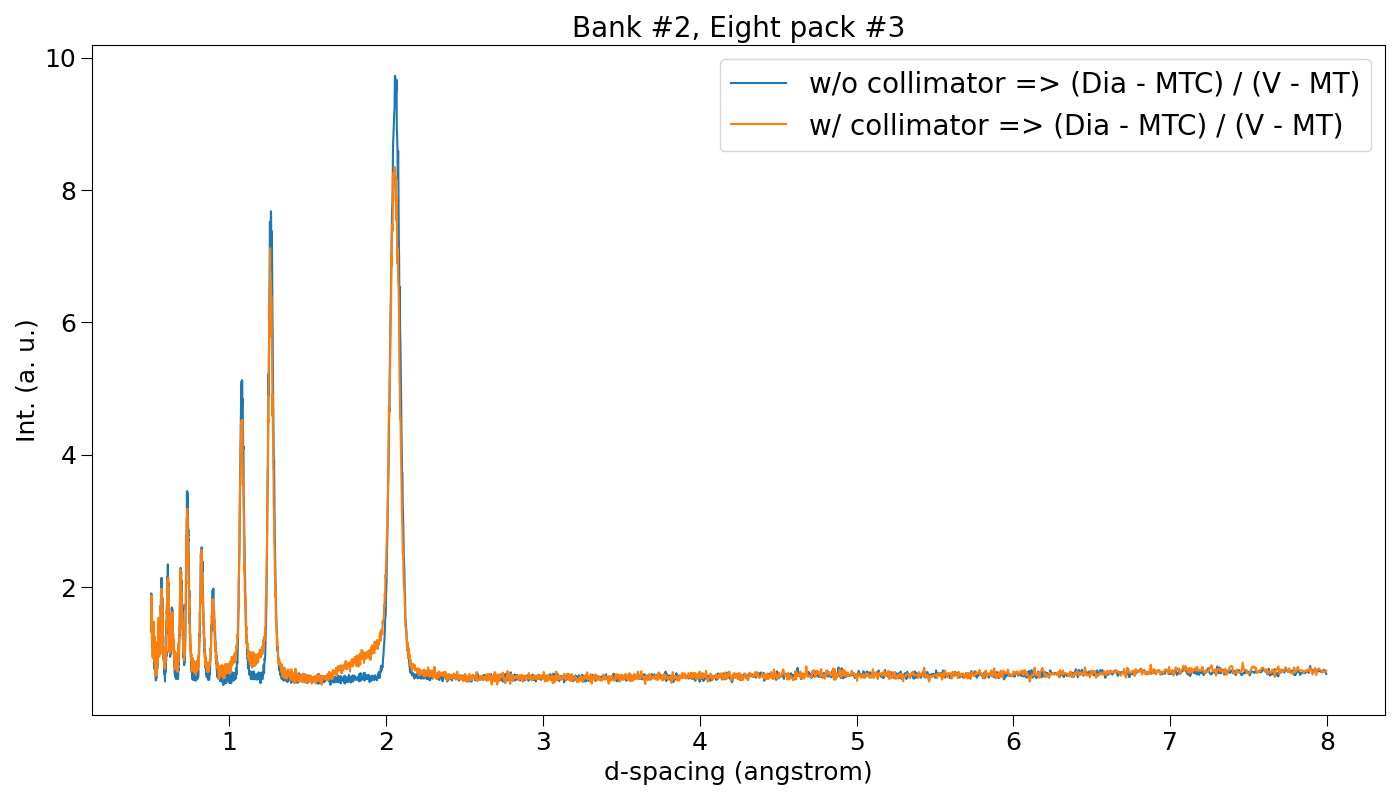 Bank #2, Eight pack #3
w/o collimator => (Dia - MTC) / (V - MT)
w/ collimator => (Dia - MTC) / (V - MT)
Int. (a. u.)
10
8
6
4
2
1 2 3 4 5 6 7 8
d-spacing (angstrom)